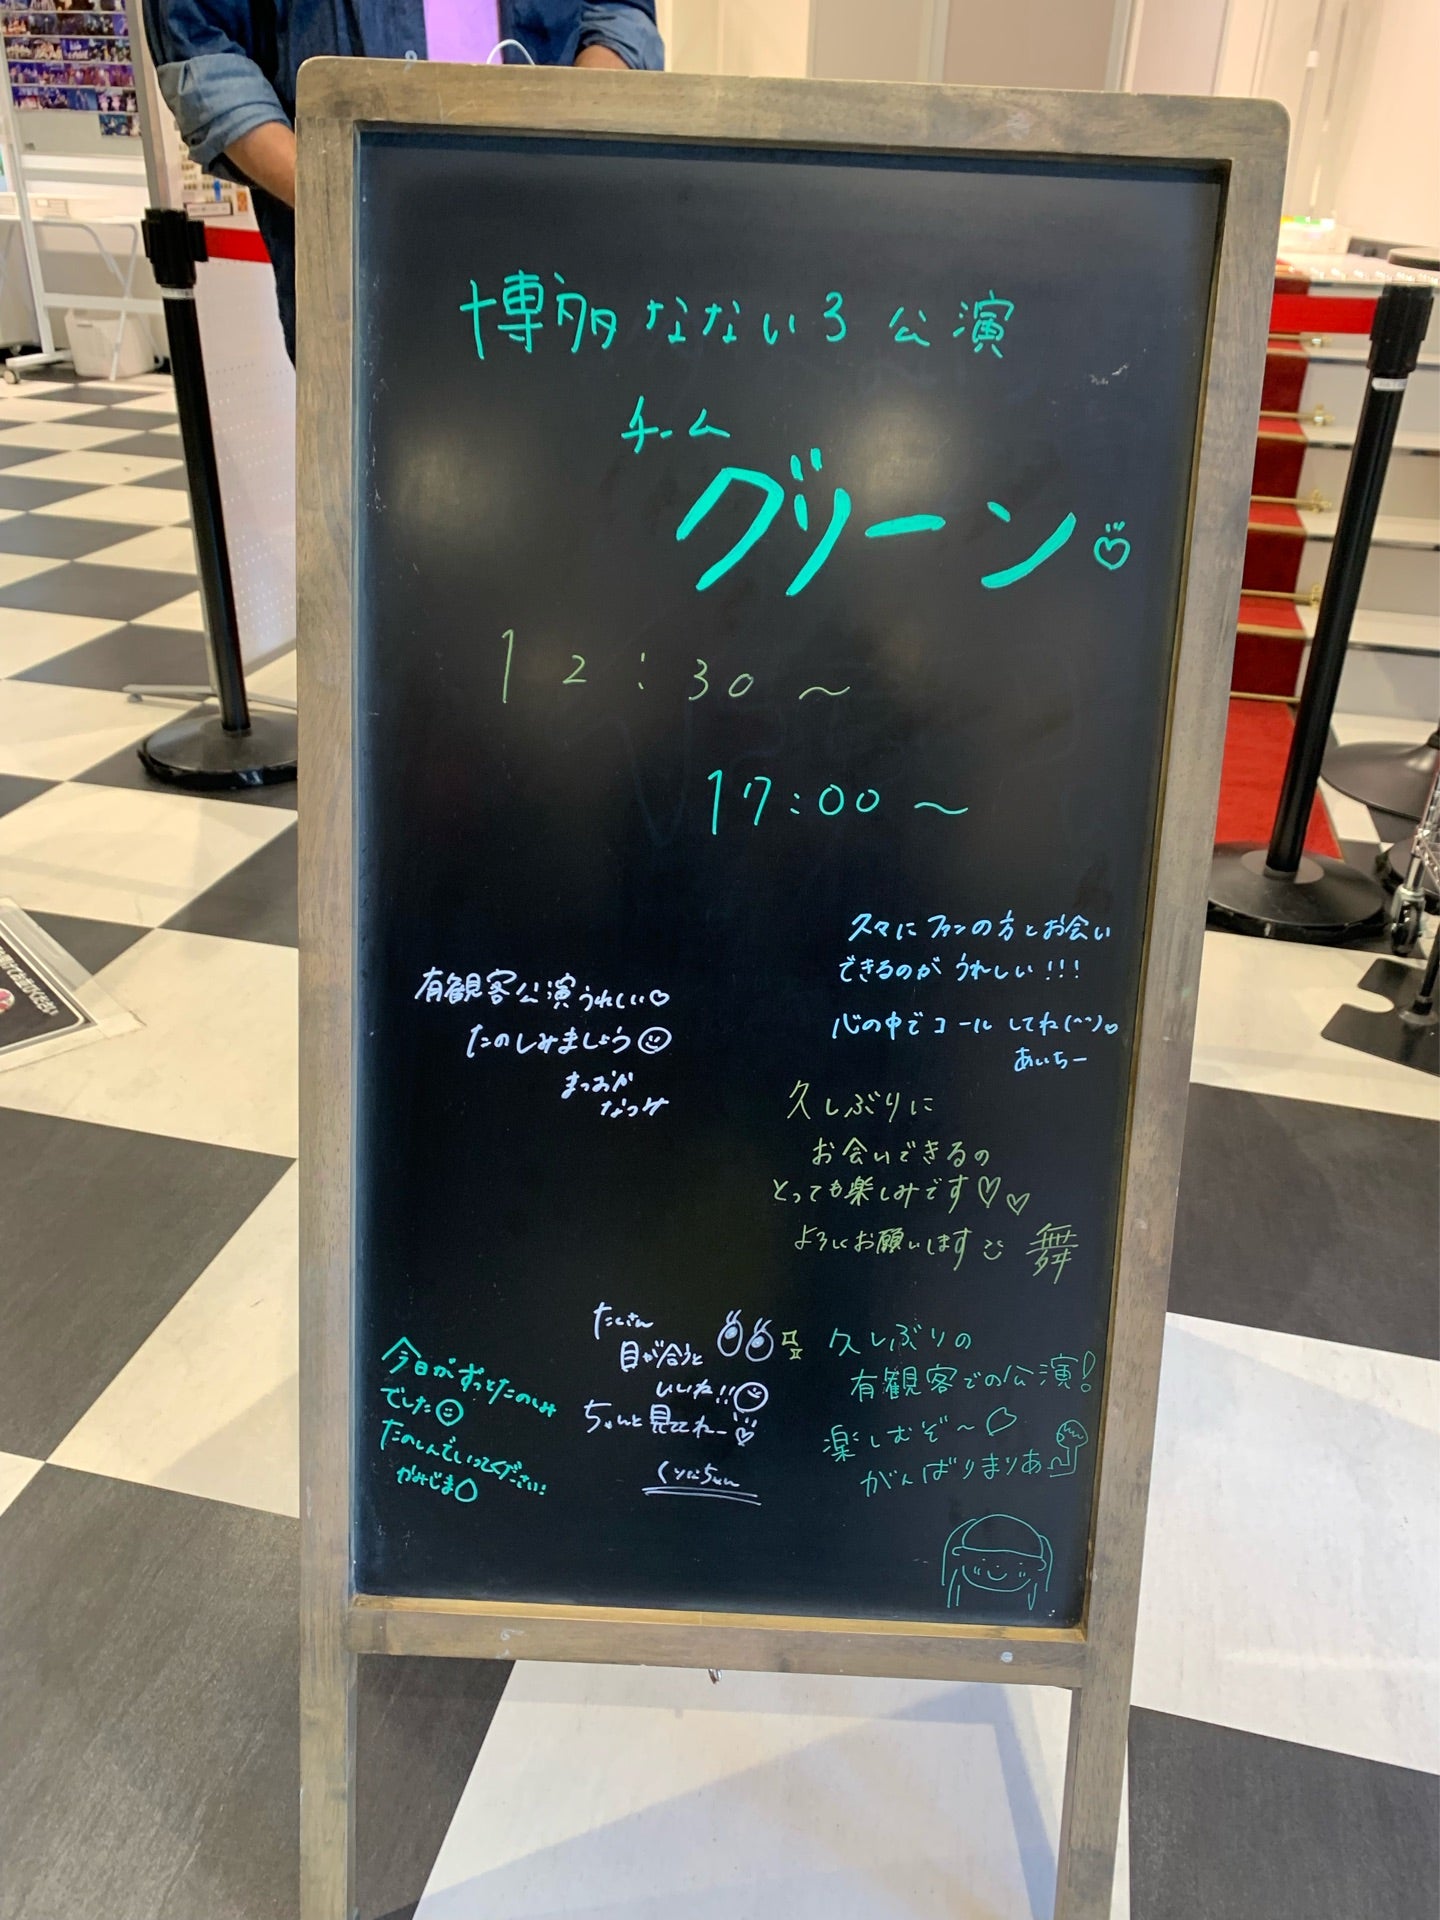 博多なないろ公演
チーム
グリーン♡
12:30〜
17:00〜
有観客公演うれしい♡
たのしみましょう
まつおか
なつみ
久々にファンの方とお会い
できるのが うれしい!!!
心の中でコールしてね(^^)♡
あいちー
久しぶりに
お会いできるの
とっても楽しみです♡♡
よろしくお願いします 舞
今日がずっとたのしみ
でした
たのしんでいってください!
かみじま
たくさん
目が合うと
いいね!!
ちゃんと見ててねー
くりにちゃん
久しぶりの
有観客での公演!
楽しむぞ〜
がんばりまりあ